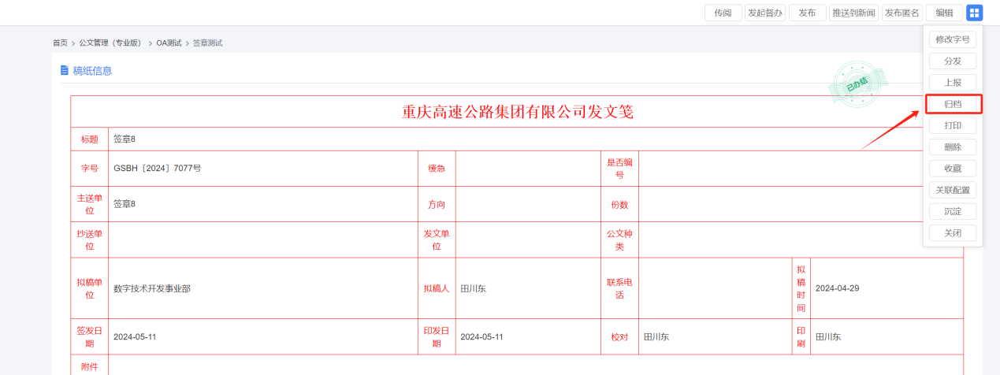 传阅 发起督办 发布 推送到新闻 发布匿名 编辑
首页 > 公文管理（专业版） > OA测试 > 签章测试
修改字号
分发
上报
归档
打印
删除
收藏
关联配置
沉淀
关闭
稿纸信息
已办结
重庆高速公路集团有限公司发文笺
标题 签章8
字号 GSBH〔2024〕7077号 缓急 是否编
号
主送单
位 签章8 方向 份数
抄送单
位 发文单
位 公文种
类
拟稿单
位 数字技术开发事业部 拟稿人 田川东 联系电
话 拟
稿
时
间 2024-04-29
签发日
期 2024-05-11 印发日
期 2024-05-11 校对 田川东 印
刷 田川东
附件